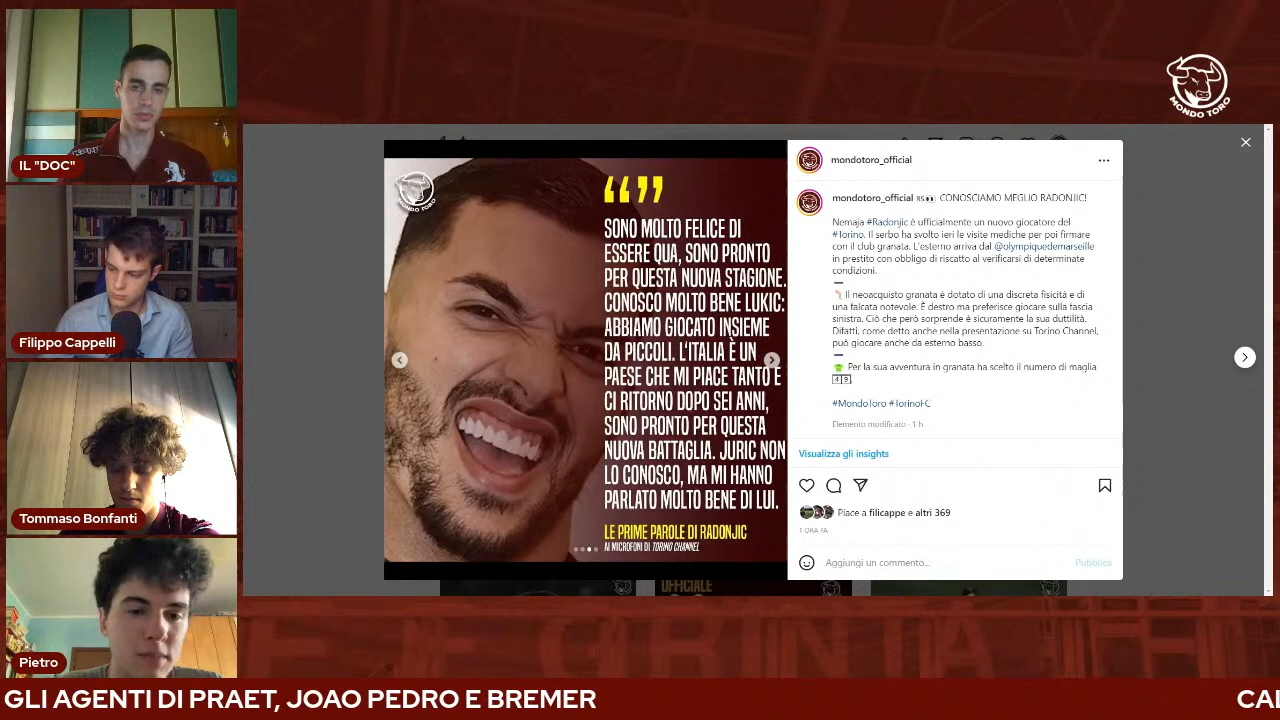 IL "DOC"
Filippo Cappelli
Tommaso Bonfanti
Pietro
MONDO TORO
MONDO TORO
“”
SONO MOLTO FELICE DI
ESSERE QUA, SONO PRONTO
PER QUESTA NUOVA STAGIONE.
CONOSCO MOLTO BENE LUKIC:
ABBIAMO GIOCATO INSIEME
DA PICCOLI. L'ITALIA È UN
PAESE CHE MI PIACE TANTO E
CI RITORNO DOPO SEI ANNI,
SONO PRONTO PER QUESTA
NUOVA BATTAGLIA. JURIC NON
LO CONOSCO, MA MI HANNO
PARLATO MOLTO BENE DI LUI.
LE PRIME PAROLE DI RADONJIC
AI MICROFONI DI TORINO CHANNEL
mondotoro_official
mondotoro_official RS👀 CONOSCIAMO MEGLIO RADONJIC!
Nemaja #Radonjic è ufficialmente un nuovo giocatore del
#Torino. Il serbo ha svolto ieri le visite mediche per poi firmare
con il club granata. L'esterno arriva dal @olympiquedemarseille
in prestito con obbligo di riscatto al verificarsi di determinate
condizioni.
Il neoacquisto granata è dotato di una discreta fisicità e di
una falcata notevole. È destro ma preferisce giocare sulla fascia
sinistra. Ciò che però sorprende è sicuramente la sua duttilità.
Difatti, come detto anche nella presentazione su Torino Channel,
può giocare anche da esterno basso.
Per la sua avventura in granata ha scelto il numero di maglia
4 9.
#MondoToro #TorinoFC
Elemento modificato · 1 h
Visualizza gli insights
Piace a filicappe e altri 369
1 ORA FA
Aggiungi un commento...
Pubblica
UFFICIALE
E GRINTA
GLI AGENTI DI PRAET, JOAO PEDRO E BREMER